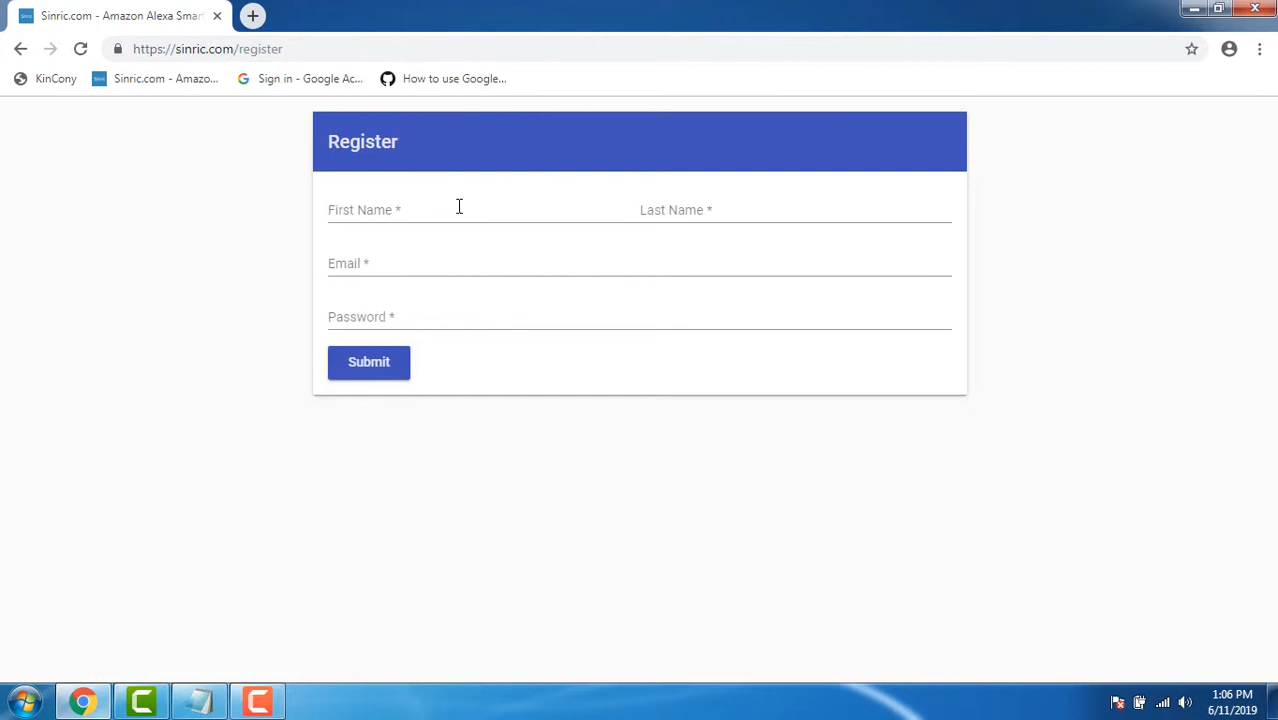 Sinric.com - Amazon Alexa Smar
https://sinric.com/register
KinCony
Sinric.com - Amazo...
Sign in - Google Ac...
How to use Google...
Register
First Name *
Last Name *
Email *
Password *
Submit
1:06 PM
6/11/2019